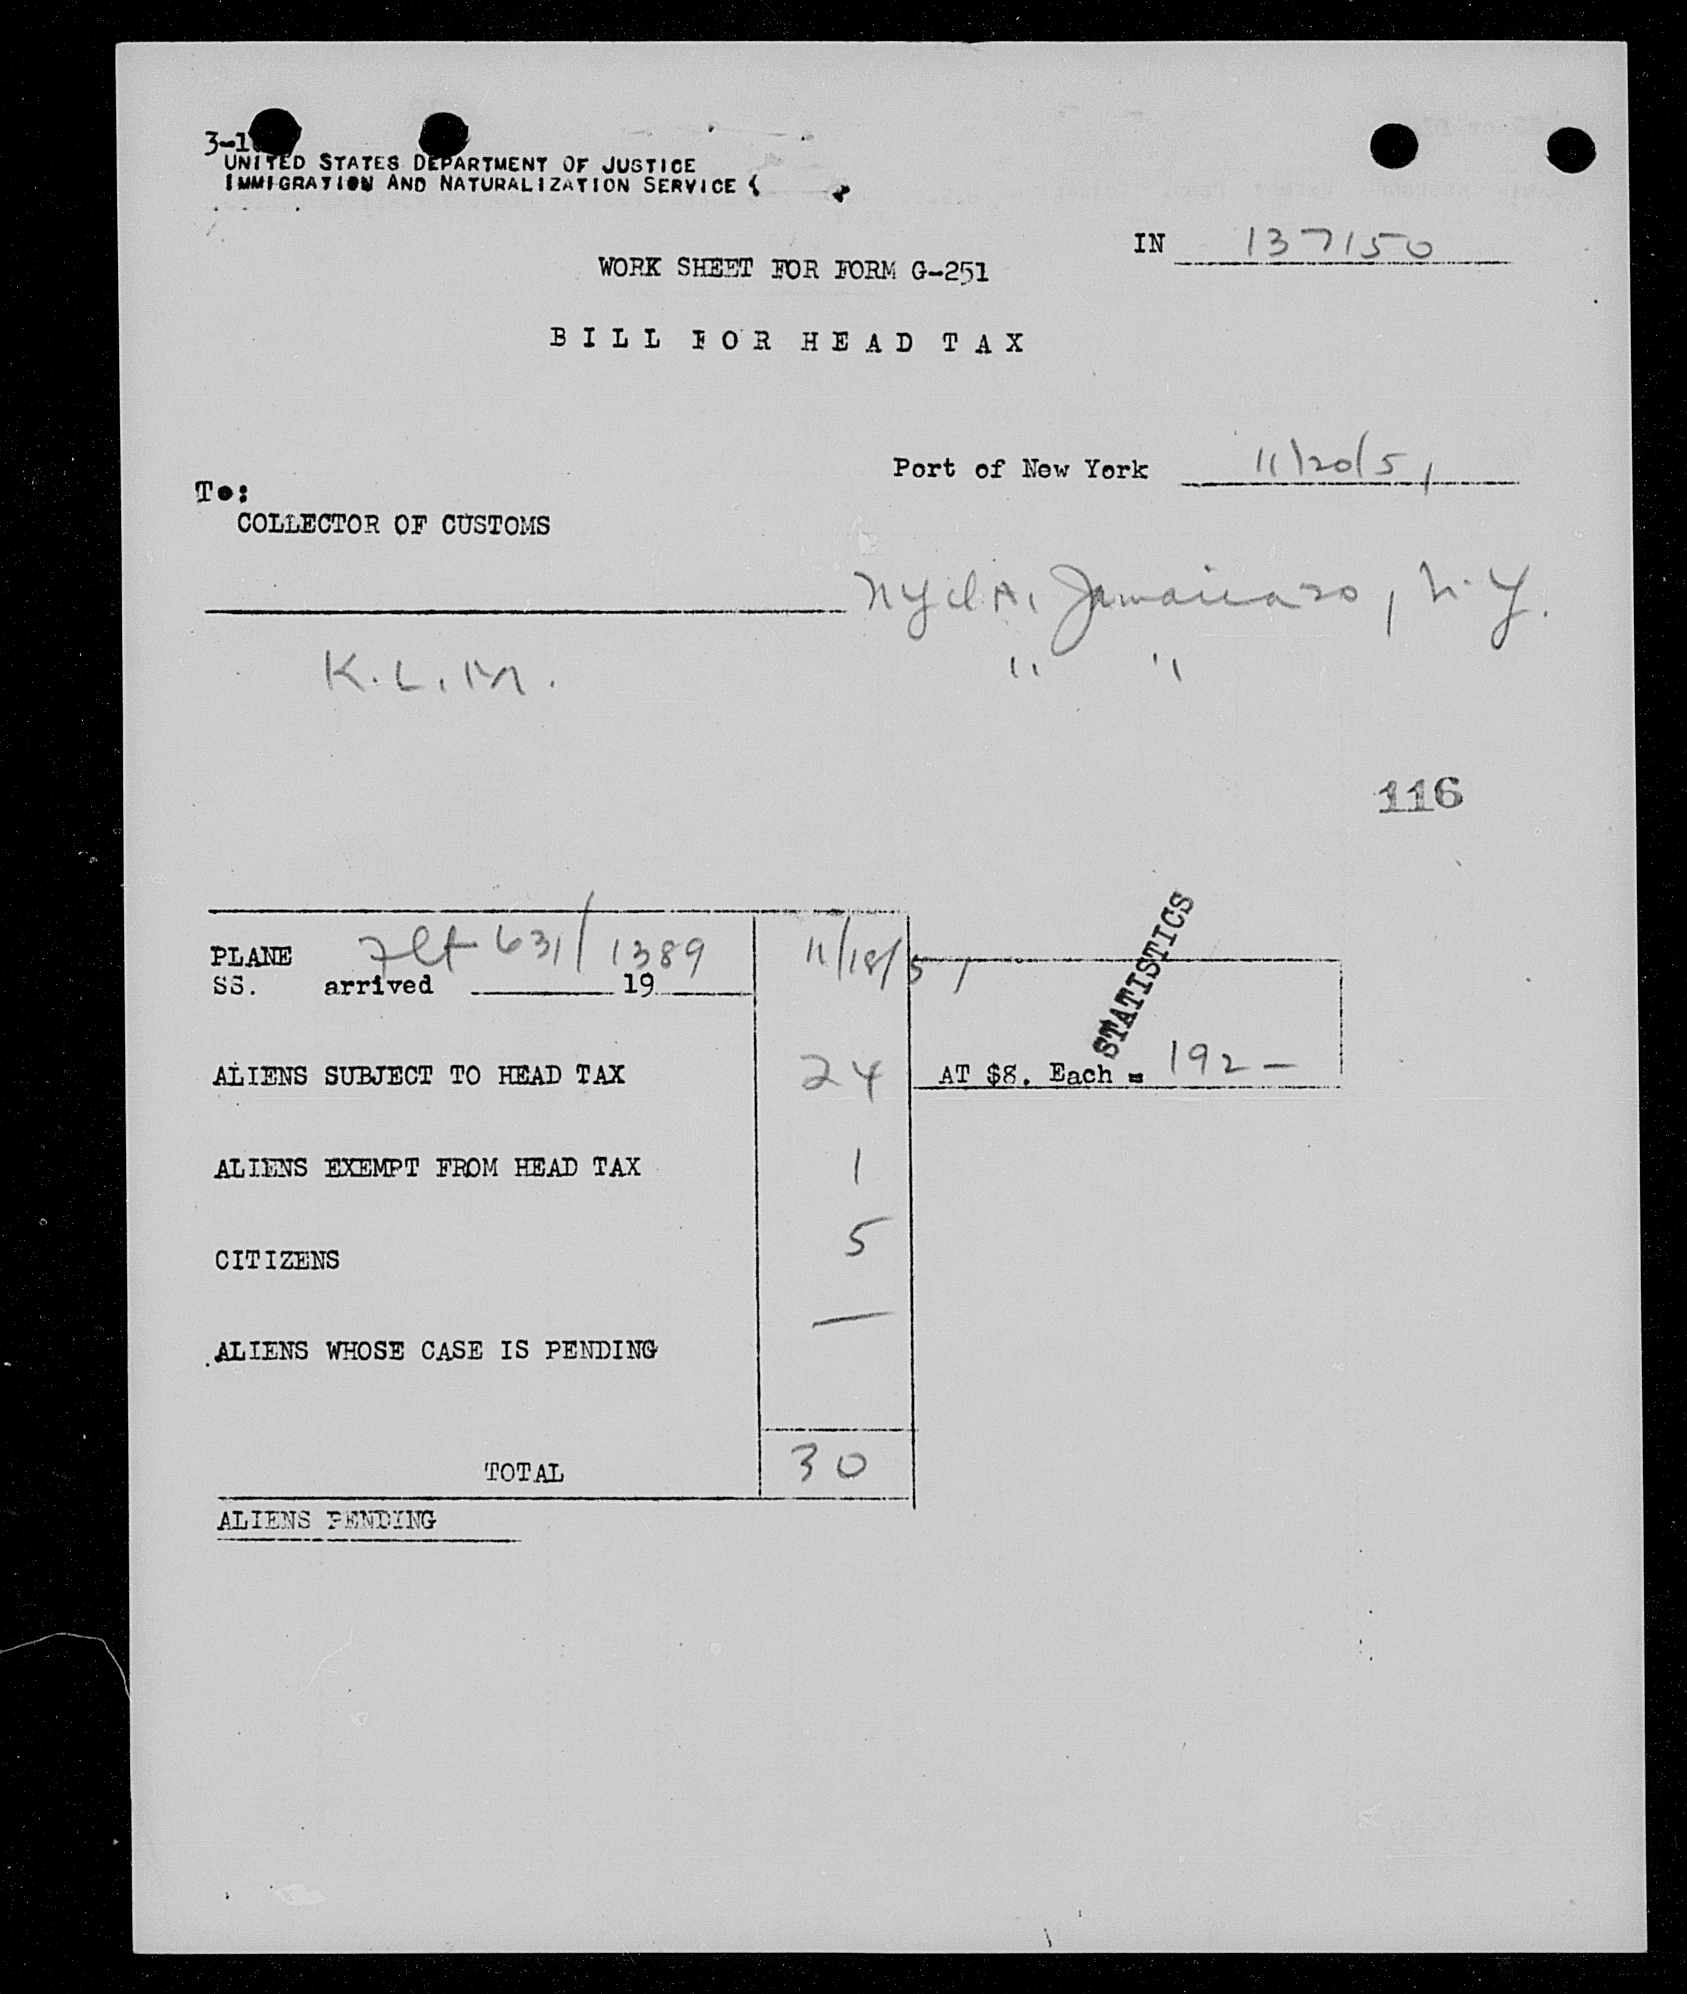 3-1
UNITED STATES DEPARTMENT OF JUSTICE
IMMIGRATION AND NATURALIZATION SERVICE
IN 137150
WORK SHEET FOR FORM G-251
BILL FOR HEAD TAX
Port of New York 11/20/51
To:
COLLECTOR OF CUSTOMS
Jamaica 20, N.Y.
K.L.M. " "
116
PLANE Flt 631/1389 11/18/51
SS. arrived 19
STATISTICS
ALIENS SUBJECT TO HEAD TAX 24 AT $8. Each = 192 —
ALIENS EXEMPT FROM HEAD TAX 1
CITIZENS 5
ALIENS WHOSE CASE IS PENDING —
TOTAL 30
ALIENS PENDING